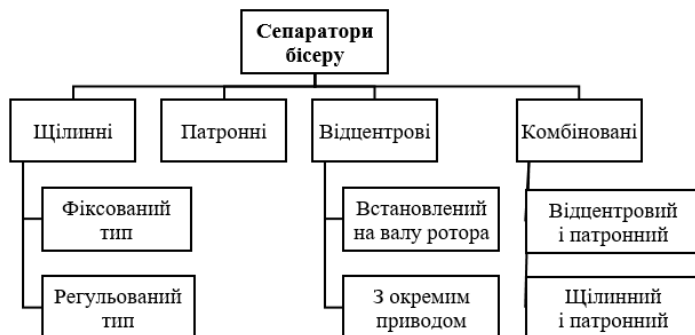 Сепаратори
бісеру
Щілинні
Патронні
Відцентрові
Комбіновані
Фіксований
тип
Встановлений
на валу ротора
Відцентровий
і патронний
Регульований
тип
З окремим
приводом
Щілинний
і патронний